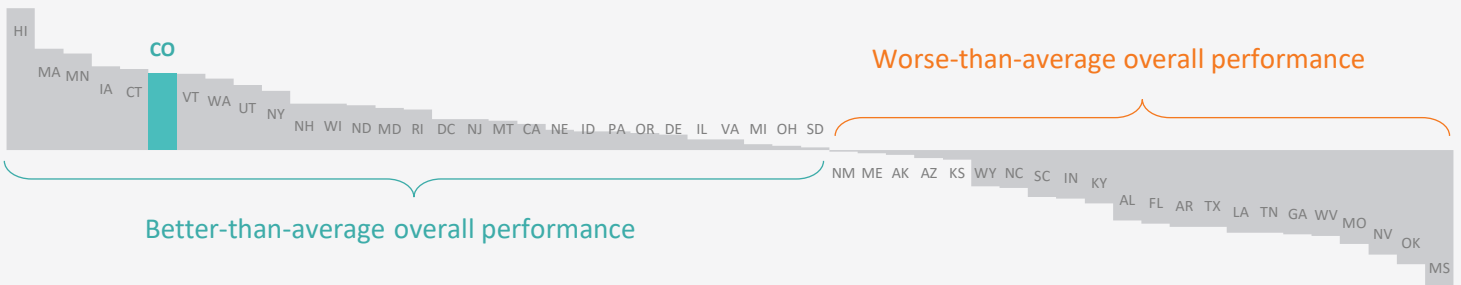 HI
CO
Worse-than-average overall performance
MA MN IA CT VT WA UT NY NH WI ND MD RI DC NJ MT CA NE ID PA OR DE IL VA MI OH SD
NM ME AK AZ KS WY NC SC IN KY AL FL AR TX LA TN GA WV MO NV OK MS
Better-than-average overall performance